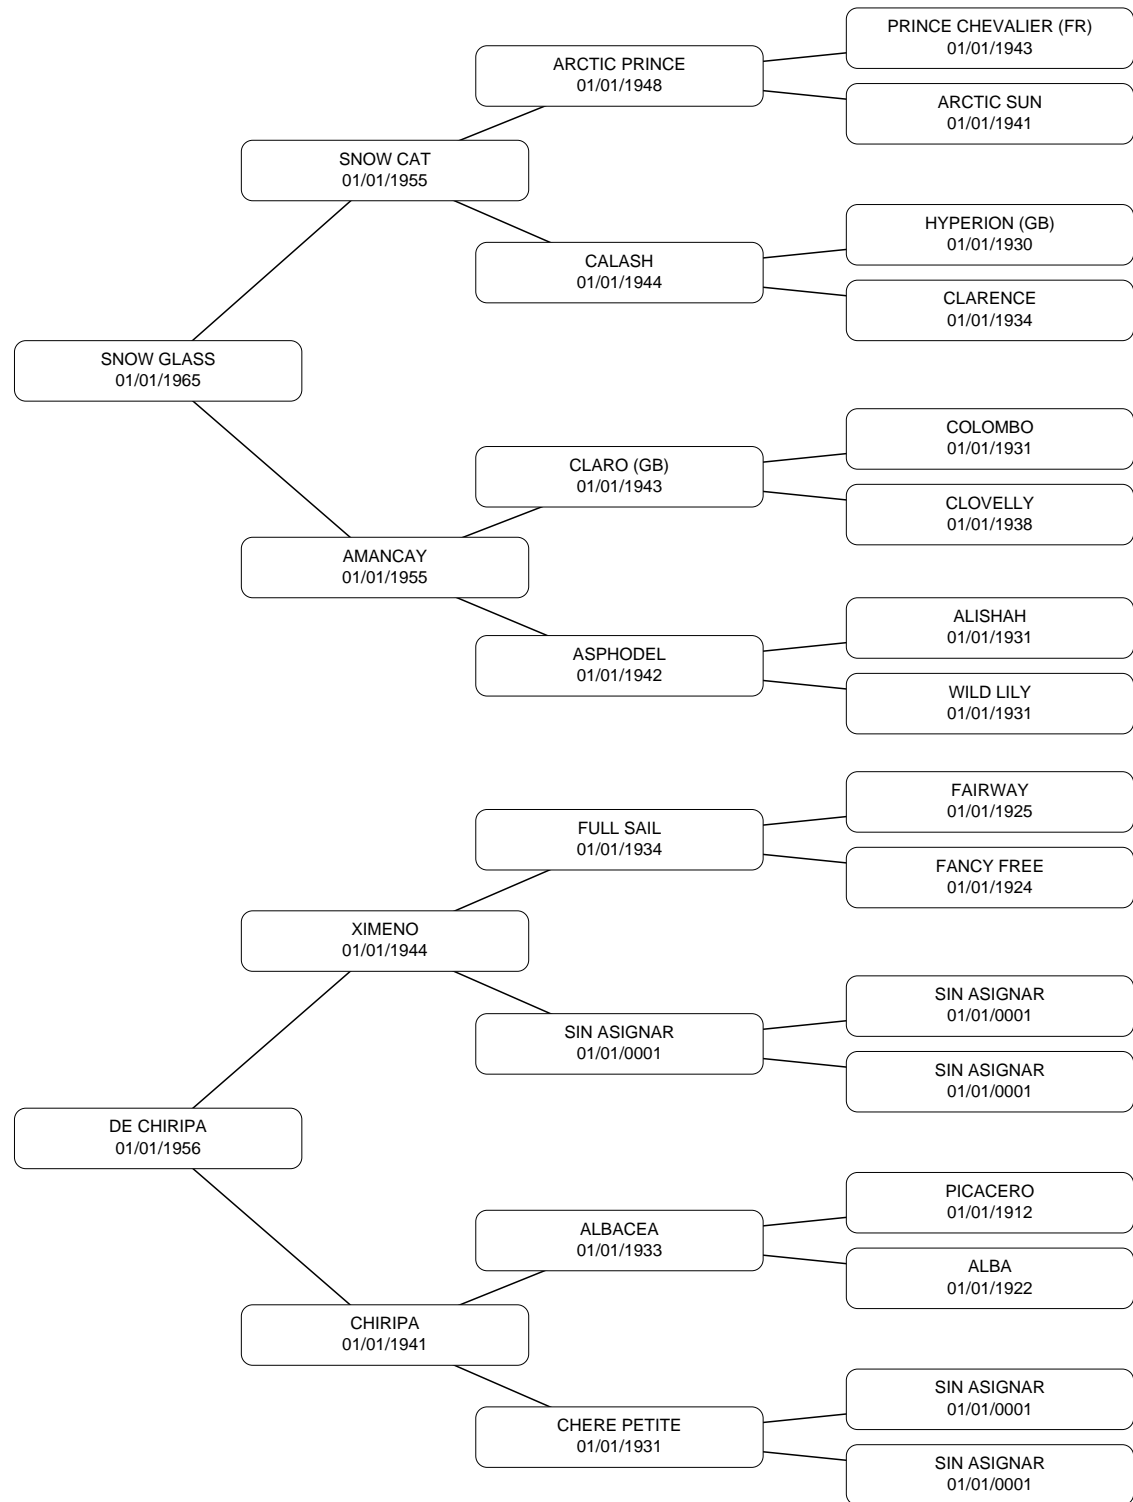 PRINCE CHEVALIER (FR)
01/01/1943
ARCTIC PRINCE
01/01/1948
ARCTIC SUN
01/01/1941
SNOW CAT
01/01/1955
HYPERION (GB)
01/01/1930
CALASH
01/01/1944
CLARENCE
01/01/1934
SNOW GLASS
01/01/1965
COLOMBO
01/01/1931
CLARO (GB)
01/01/1943
CLOVELLY
01/01/1938
AMANCAY
01/01/1955
ALISHAH
01/01/1931
ASPHODEL
01/01/1942
WILD LILY
01/01/1931
FAIRWAY
01/01/1925
FULL SAIL
01/01/1934
FANCY FREE
01/01/1924
XIMENO
01/01/1944
SIN ASIGNAR
01/01/0001
SIN ASIGNAR
01/01/0001
SIN ASIGNAR
01/01/0001
DE CHIRIPA
01/01/1956
PICACERO
01/01/1912
ALBACEA
01/01/1933
ALBA
01/01/1922
CHIRIPA
01/01/1941
SIN ASIGNAR
01/01/0001
CHERE PETITE
01/01/1931
SIN ASIGNAR
01/01/0001